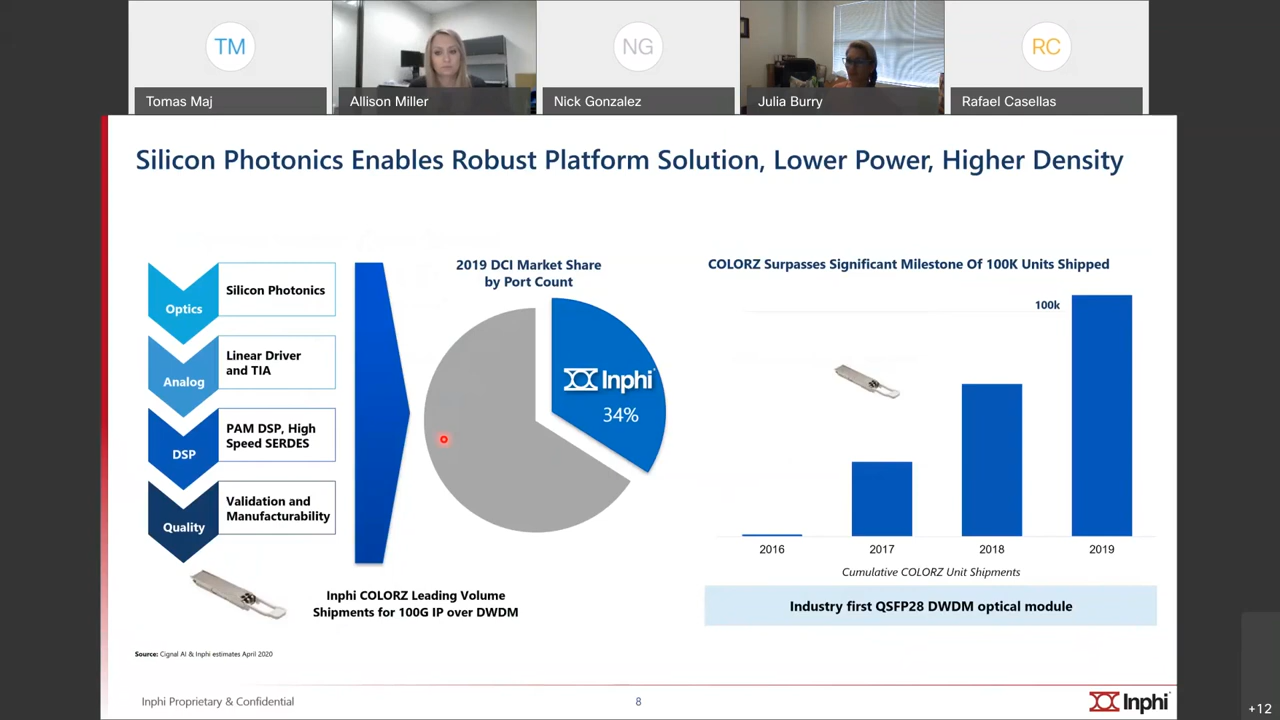 TM
NG
RC
Tomas Maj
Allison Miller
Nick Gonzalez
Julia Burry
Rafael Casellas
Silicon Photonics Enables Robust Platform Solution, Lower Power, Higher Density
Optics
Silicon Photonics
Analog
Linear Driver
and TIA
DSP
PAM DSP, High
Speed SERDES
Quality
Validation and
Manufacturability
2019 DCI Market Share
by Port Count
Inphi
34%
Inphi COLORZ Leading Volume
Shipments for 100G IP over DWDM
COLORZ Surpasses Significant Milestone Of 100K Units Shipped
100k
2016
2017
2018
2019
Cumulative COLORZ Unit Shipments
Industry first QSFP28 DWDM optical module
Source: Cignal AI & Inphi estimates April 2020
Inphi Proprietary & Confidential
8
Inphi
+12